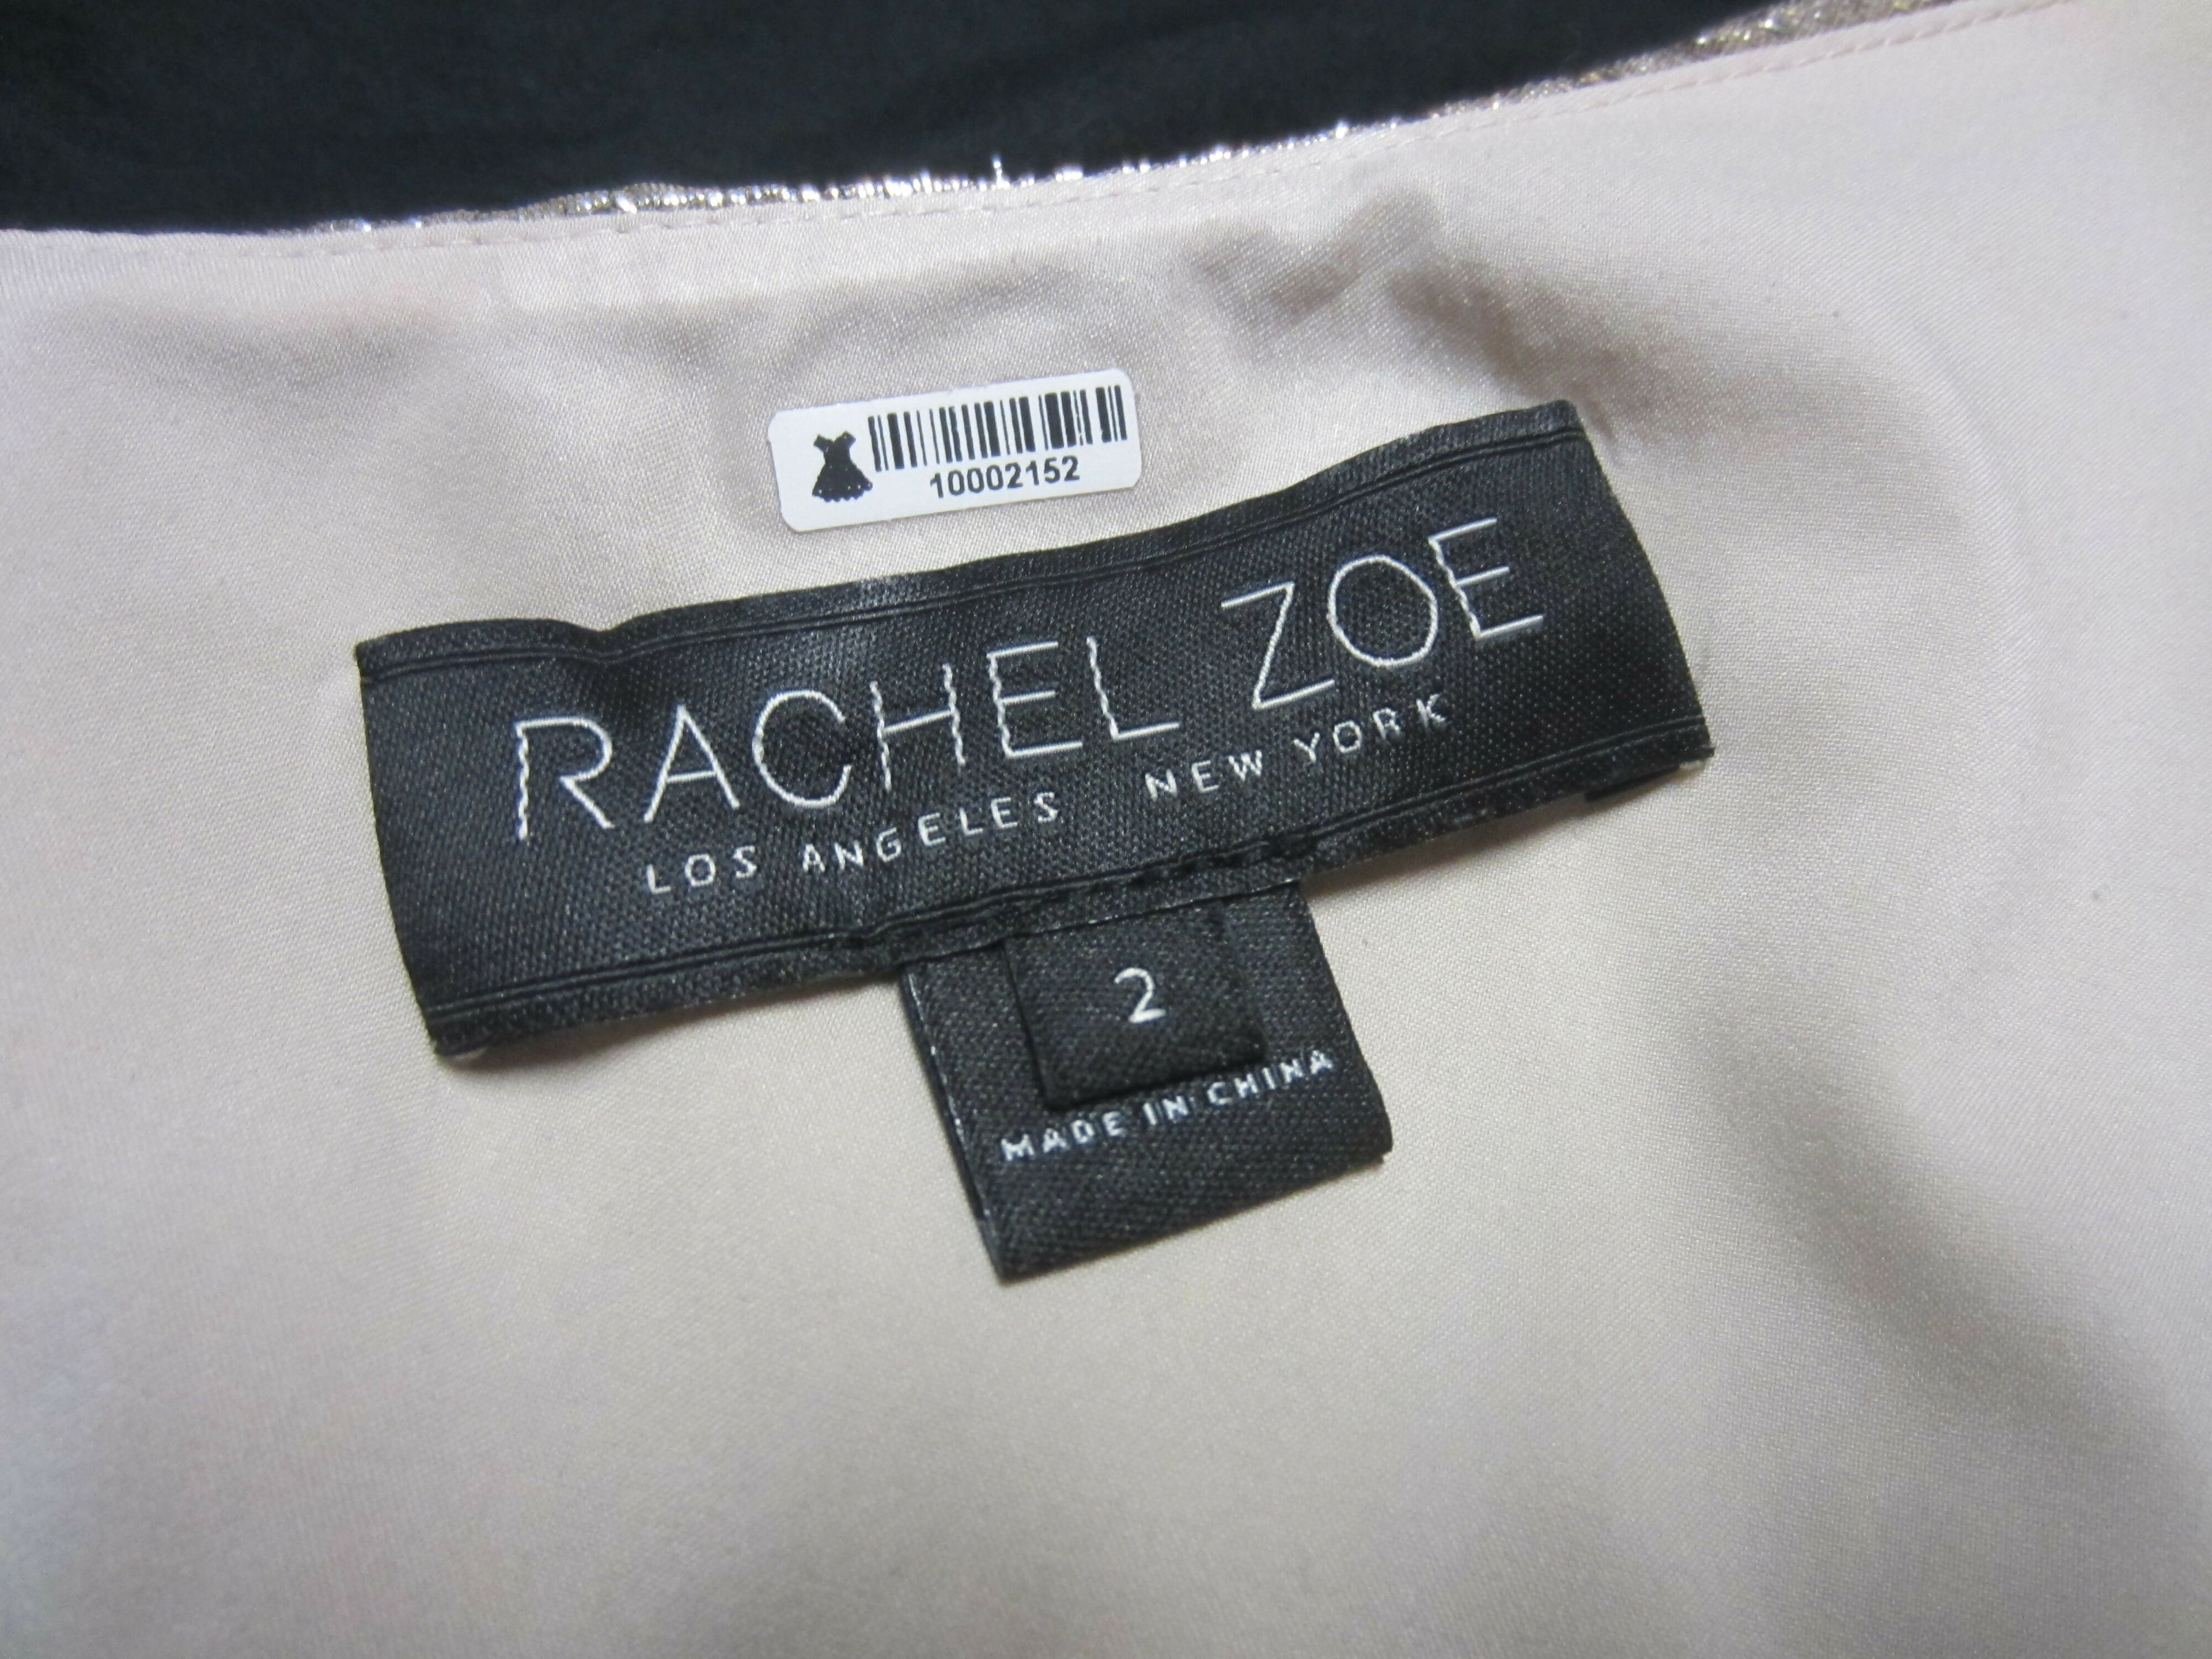 10002152
RACHEL ZOE
LOS ANGELES NEW YORK
2
MADE IN CHINA